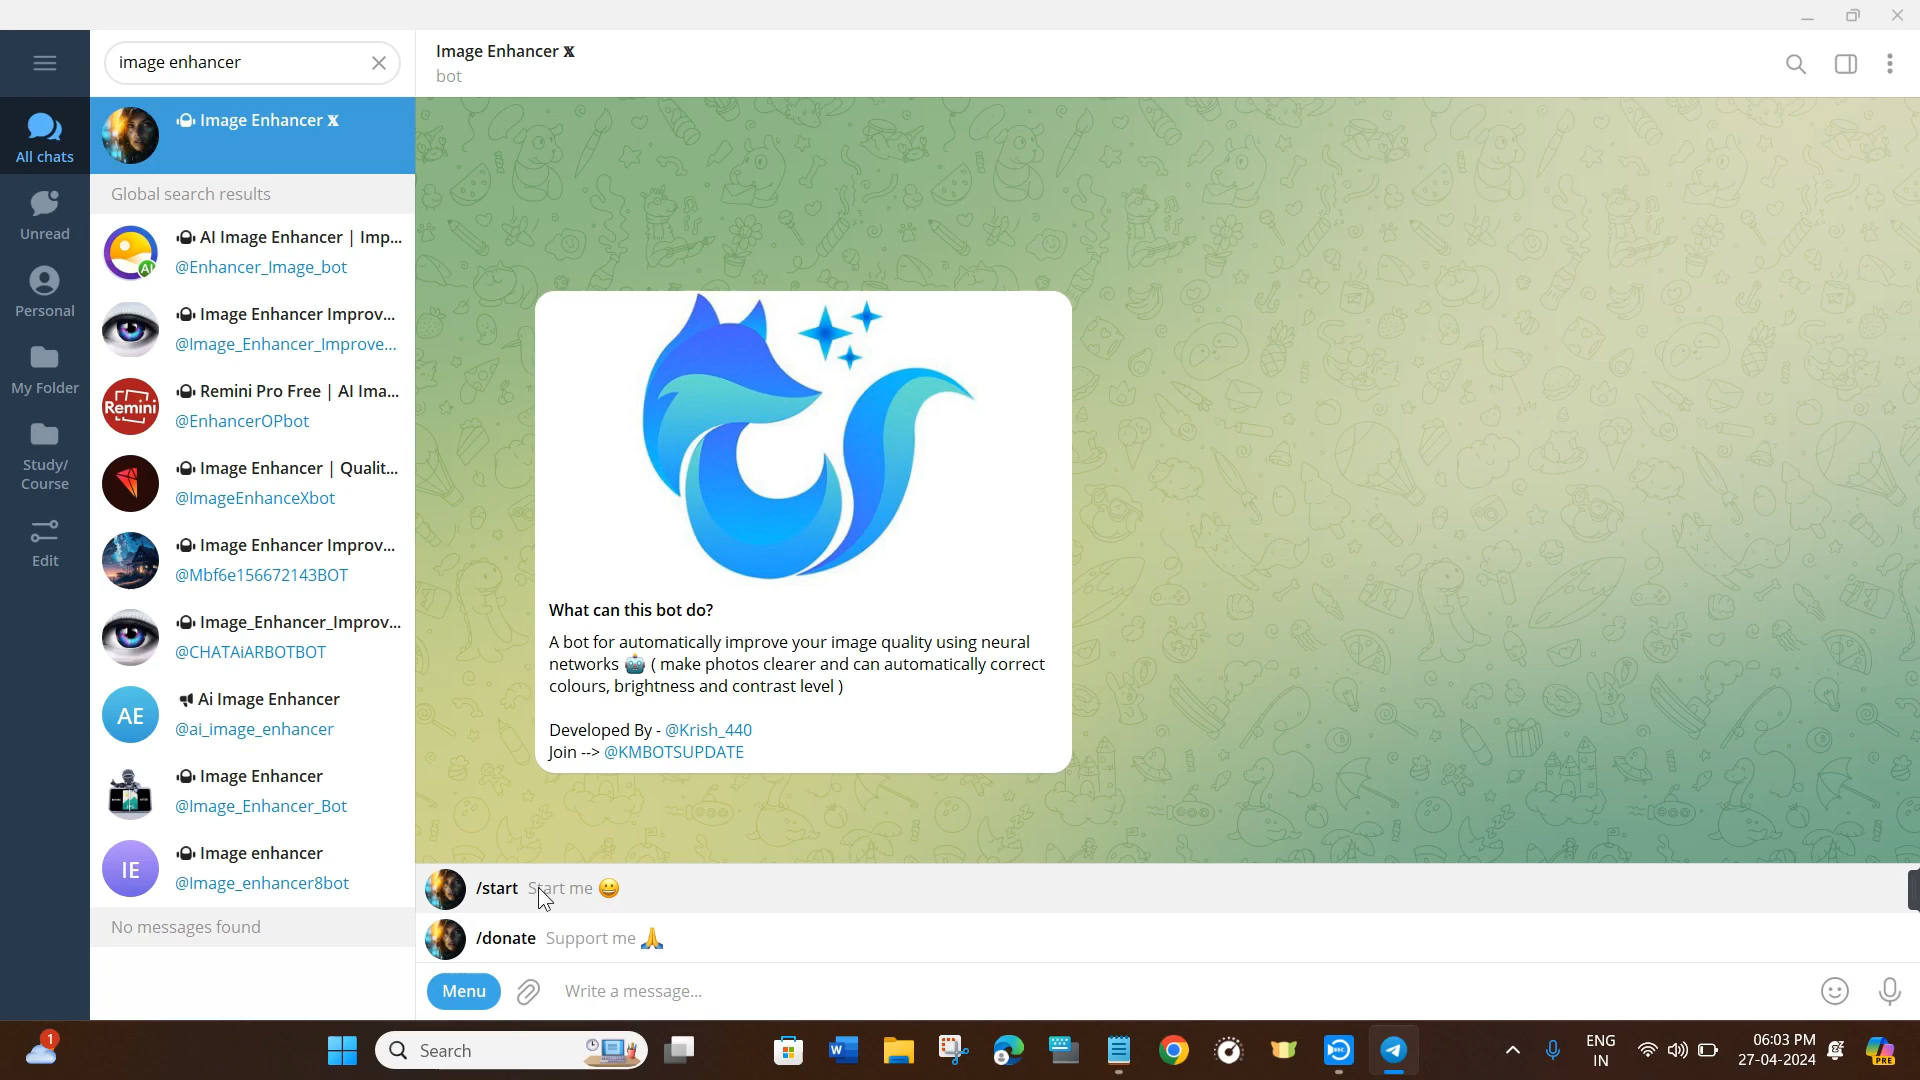 image enhancer
Image Enhancer 𝕏
bot
All chats
Unread
Personal
My Folder
Study/
Course
Edit
Image Enhancer 𝕏
Global search results
AI Image Enhancer | Imp...
@Enhancer_Image_bot
Image Enhancer Improv...
@Image_Enhancer_Improve...
Remini
Remini Pro Free | AI Ima...
@EnhancerOPbot
Image Enhancer | Qualit...
@ImageEnhanceXbot
Image Enhancer Improv...
@Mbf6e156672143BOT
Image_Enhancer_Improv...
@CHATAiARBOTBOT
AE
Ai Image Enhancer
@ai_image_enhancer
Image Enhancer
@Image_Enhancer_Bot
IE
Image enhancer
@Image_enhancer8bot
No messages found
What can this bot do?
A bot for automatically improve your image quality using neural
networks 🤖 ( make photos clearer and can automatically correct
colours, brightness and contrast level )
Developed By - @Krish_440
Join --> @KMBOTSUPDATE
/start Start me 😀
/donate Support me 🙏
Menu
Write a message...
1
Search
ENG
IN
06:03 PM
27-04-2024
PRE